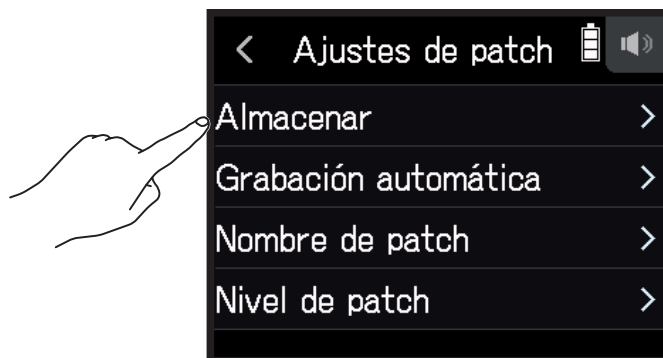 Ajustes de patch
Almacenar
Grabación automática
Nombre de patch
Nivel de patch